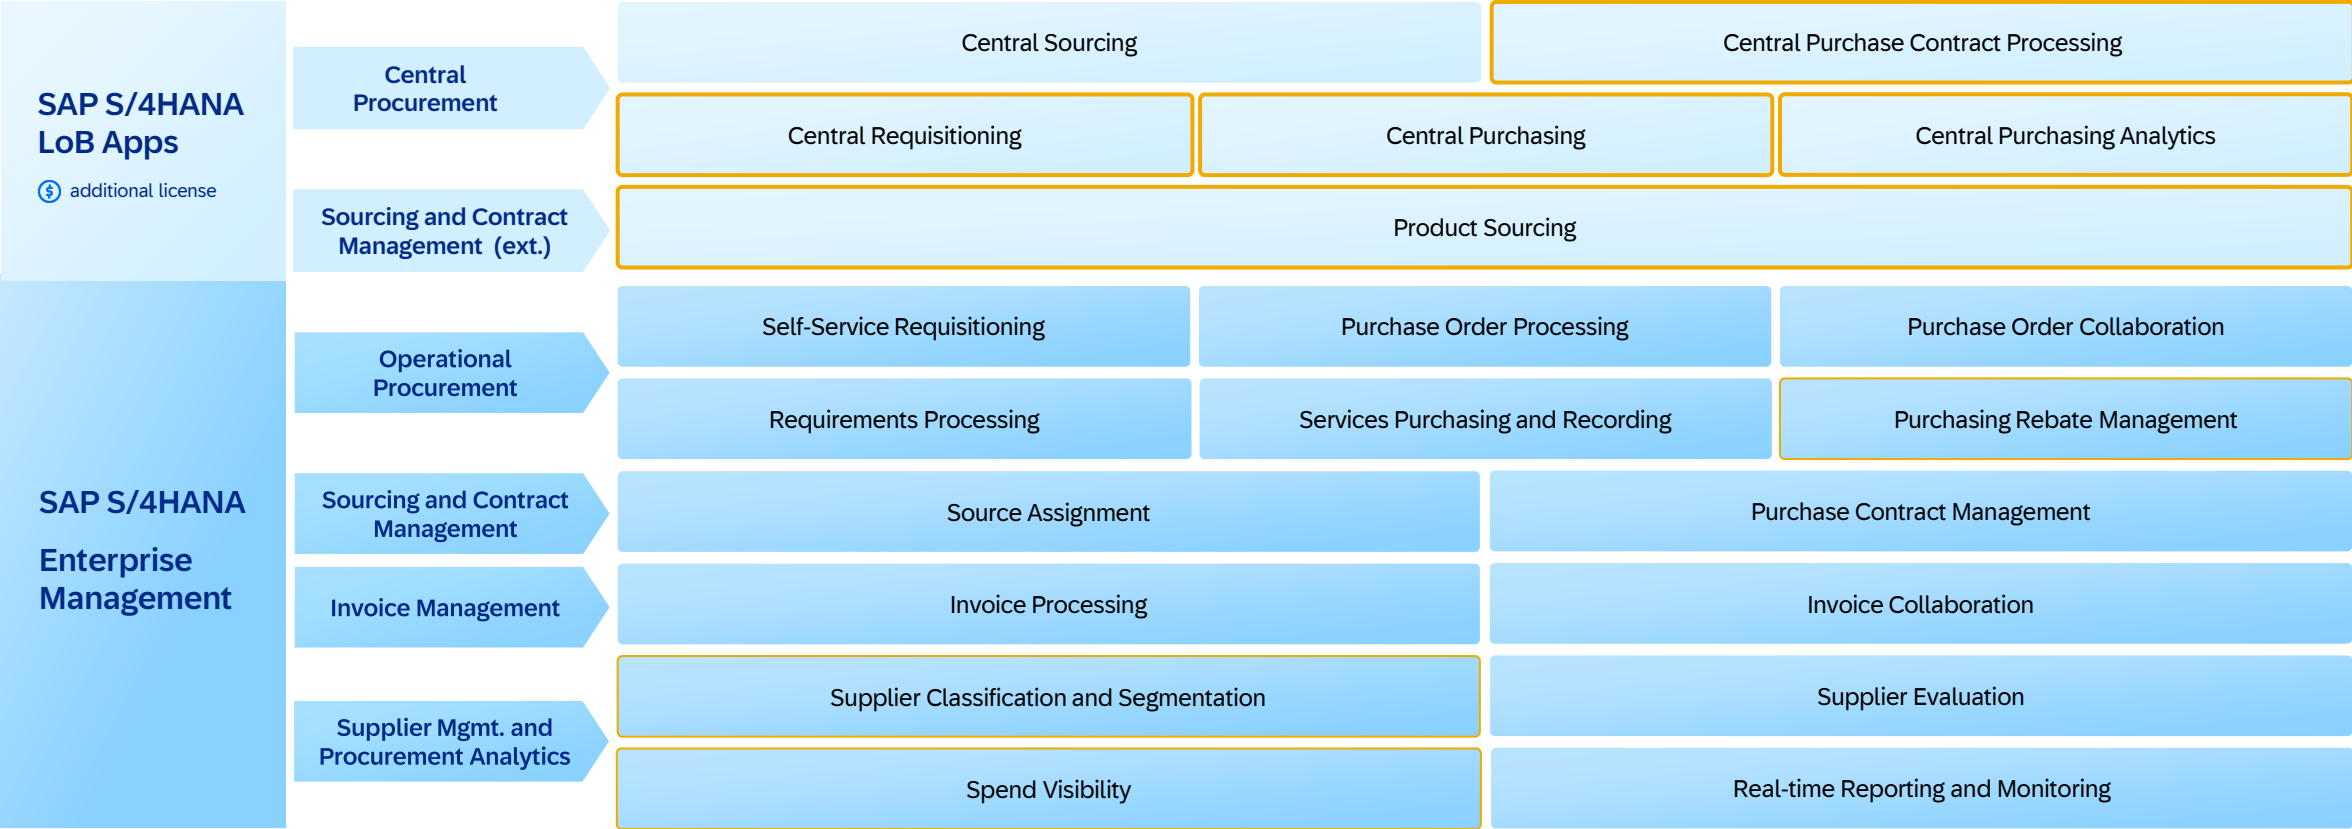 SAP S/4HANA
LoB Apps
additional license
Central
Procurement
Central Sourcing
Central Purchase Contract Processing
Central Requisitioning
Central Purchasing
Central Purchasing Analytics
Sourcing and Contract
Management (ext.)
Product Sourcing
SAP S/4HANA
Enterprise
Management
Operational
Procurement
Self-Service Requisitioning
Purchase Order Processing
Purchase Order Collaboration
Requirements Processing
Services Purchasing and Recording
Purchasing Rebate Management
Sourcing and Contract
Management
Source Assignment
Purchase Contract Management
Invoice Management
Invoice Processing
Invoice Collaboration
Supplier Mgmt. and
Procurement Analytics
Supplier Classification and Segmentation
Supplier Evaluation
Spend Visibility
Real-time Reporting and Monitoring